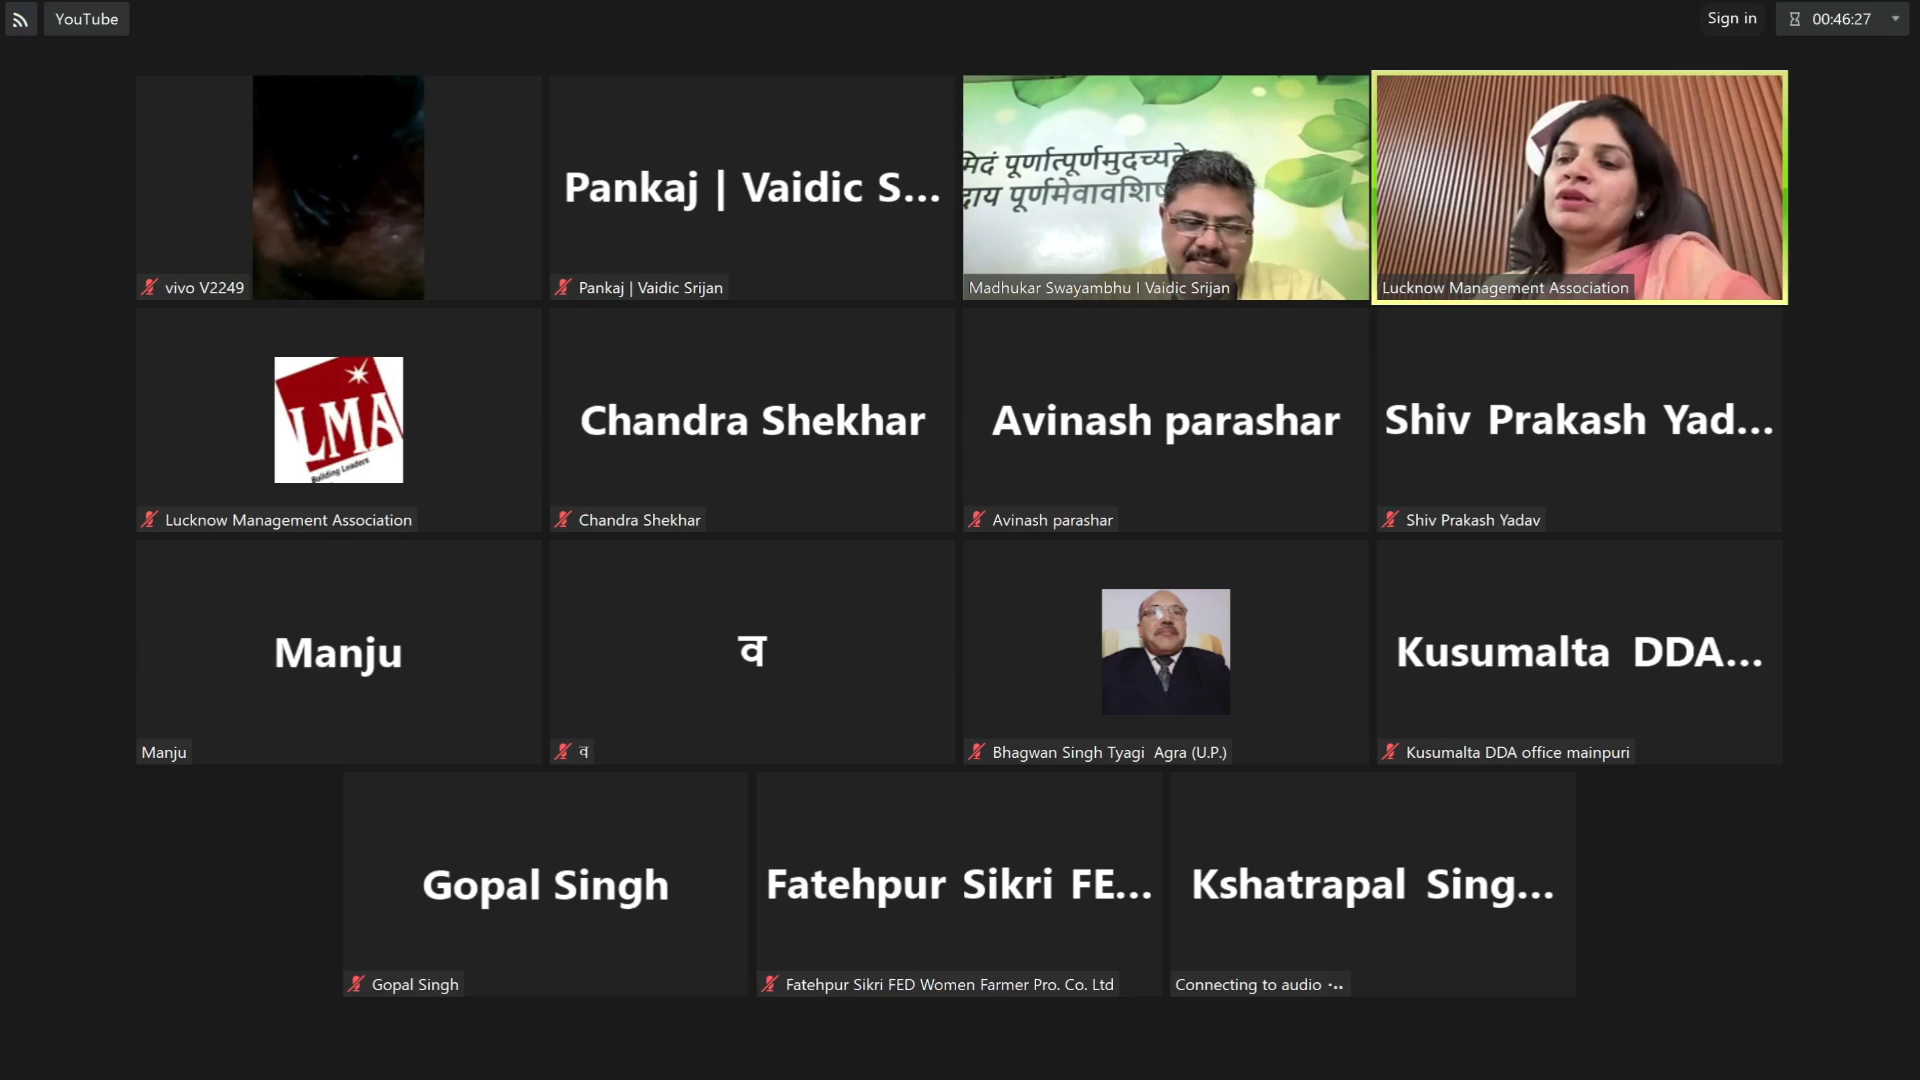 YouTube
Sign in
00:46:27
vivo V2249
Pankaj | Vaidic S...
Pankaj | Vaidic Srijan
पूर्णात्पूर्णमुदच्यते
पूर्णमेवावशिष
Madhukar Swayambhu I Vaidic Srijan
Lucknow Management Association
LMA
Building Leaders
Lucknow Management Association
Chandra Shekhar
Chandra Shekhar
Avinash parashar
Avinash parashar
Shiv Prakash Yad...
Shiv Prakash Yadav
Manju
Manju
व
व
Bhagwan Singh Tyagi Agra (U.P.)
Kusumalta DDA...
Kusumalta DDA office mainpuri
Gopal Singh
Gopal Singh
Fatehpur Sikri FE...
Fatehpur Sikri FED Women Farmer Pro. Co. Ltd
Kshatrapal Sing...
Connecting to audio ...